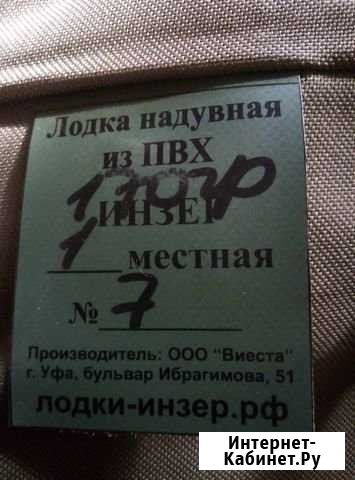 Лодка надувная
из ПВХ
170гр
ИНЗЕР
1 местная
№ 7
Производитель: ООО "Виеста"
г. Уфа, бульвар Ибрагимова, 51
лодки-инзер.рф
Интернет-
Кабинет.Ру